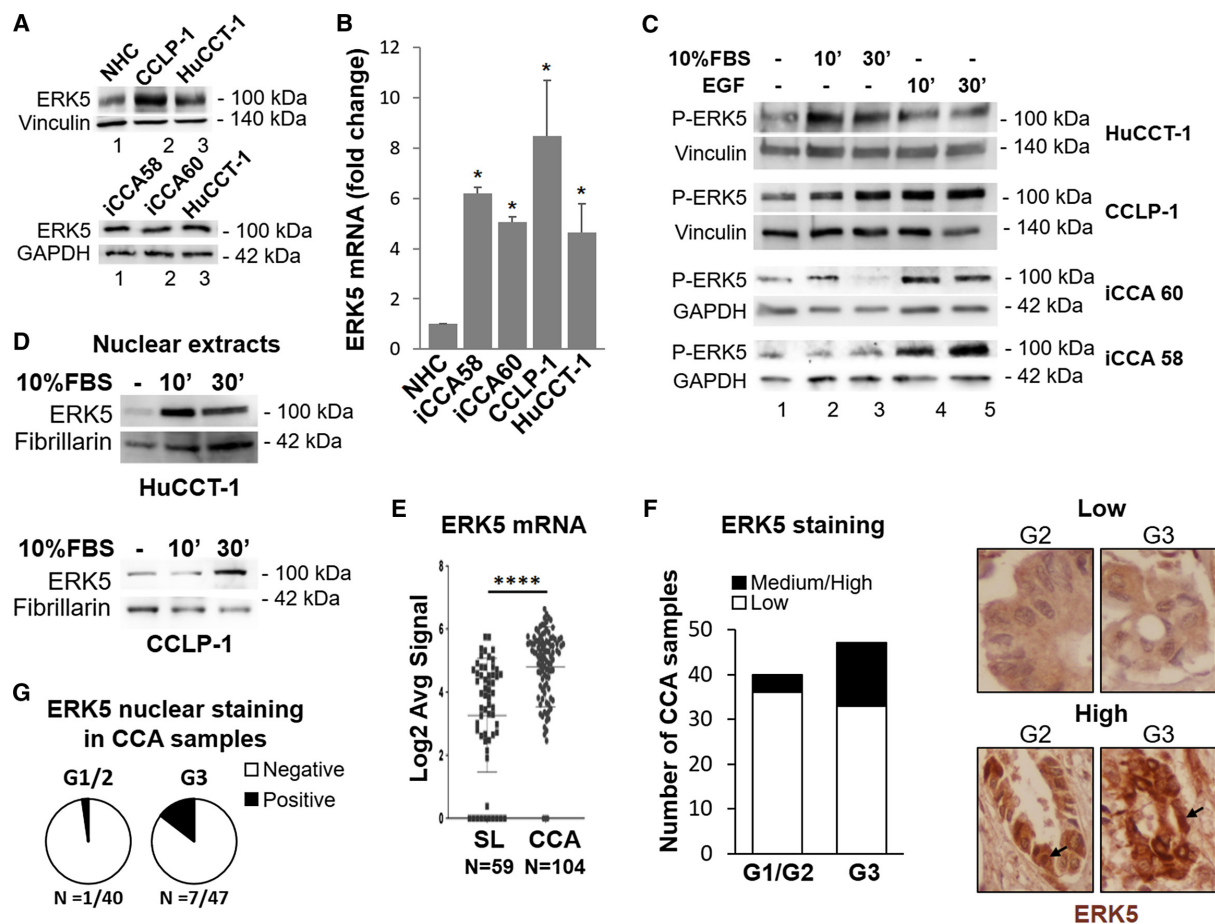 A
NHC
CCLP-1
HuCCT-1
ERK5
- 100 kDa
Vinculin
- 140 kDa
1 2 3
iCCA58
iCCA60
HuCCT-1
ERK5
- 100 kDa
GAPDH
- 42 kDa
1 2 3
B
ERK5 mRNA (fold change)
12
10
8
6
4
2
0
* * * *
NHC
iCCA58
iCCA60
CCLP-1
HuCCT-1
C
10%FBS - 10’ 30’ - -
EGF - - - 10’ 30’
P-ERK5 - 100 kDa
Vinculin - 140 kDa
HuCCT-1
P-ERK5 - 100 kDa
Vinculin - 140 kDa
CCLP-1
P-ERK5 - 100 kDa
GAPDH - 42 kDa
iCCA 60
P-ERK5 - 100 kDa
GAPDH - 42 kDa
iCCA 58
1 2 3 4 5
D
Nuclear extracts
10%FBS - 10’ 30’
ERK5 - 100 kDa
Fibrillarin - 42 kDa
HuCCT-1
10%FBS - 10’ 30’
ERK5 - 100 kDa
Fibrillarin - 42 kDa
CCLP-1
E
ERK5 mRNA
****
Log2 Avg Signal
8
6
4
2
0
SL CCA
N=59 N=104
F
ERK5 staining
Medium/High
Low
Number of CCA samples
50
40
30
20
10
0
G1/G2 G3
Low
G2 G3
High
G2 G3
ERK5
G
ERK5 nuclear staining
in CCA samples
G1/2 G3
Negative
Positive
N =1/40 N =7/47